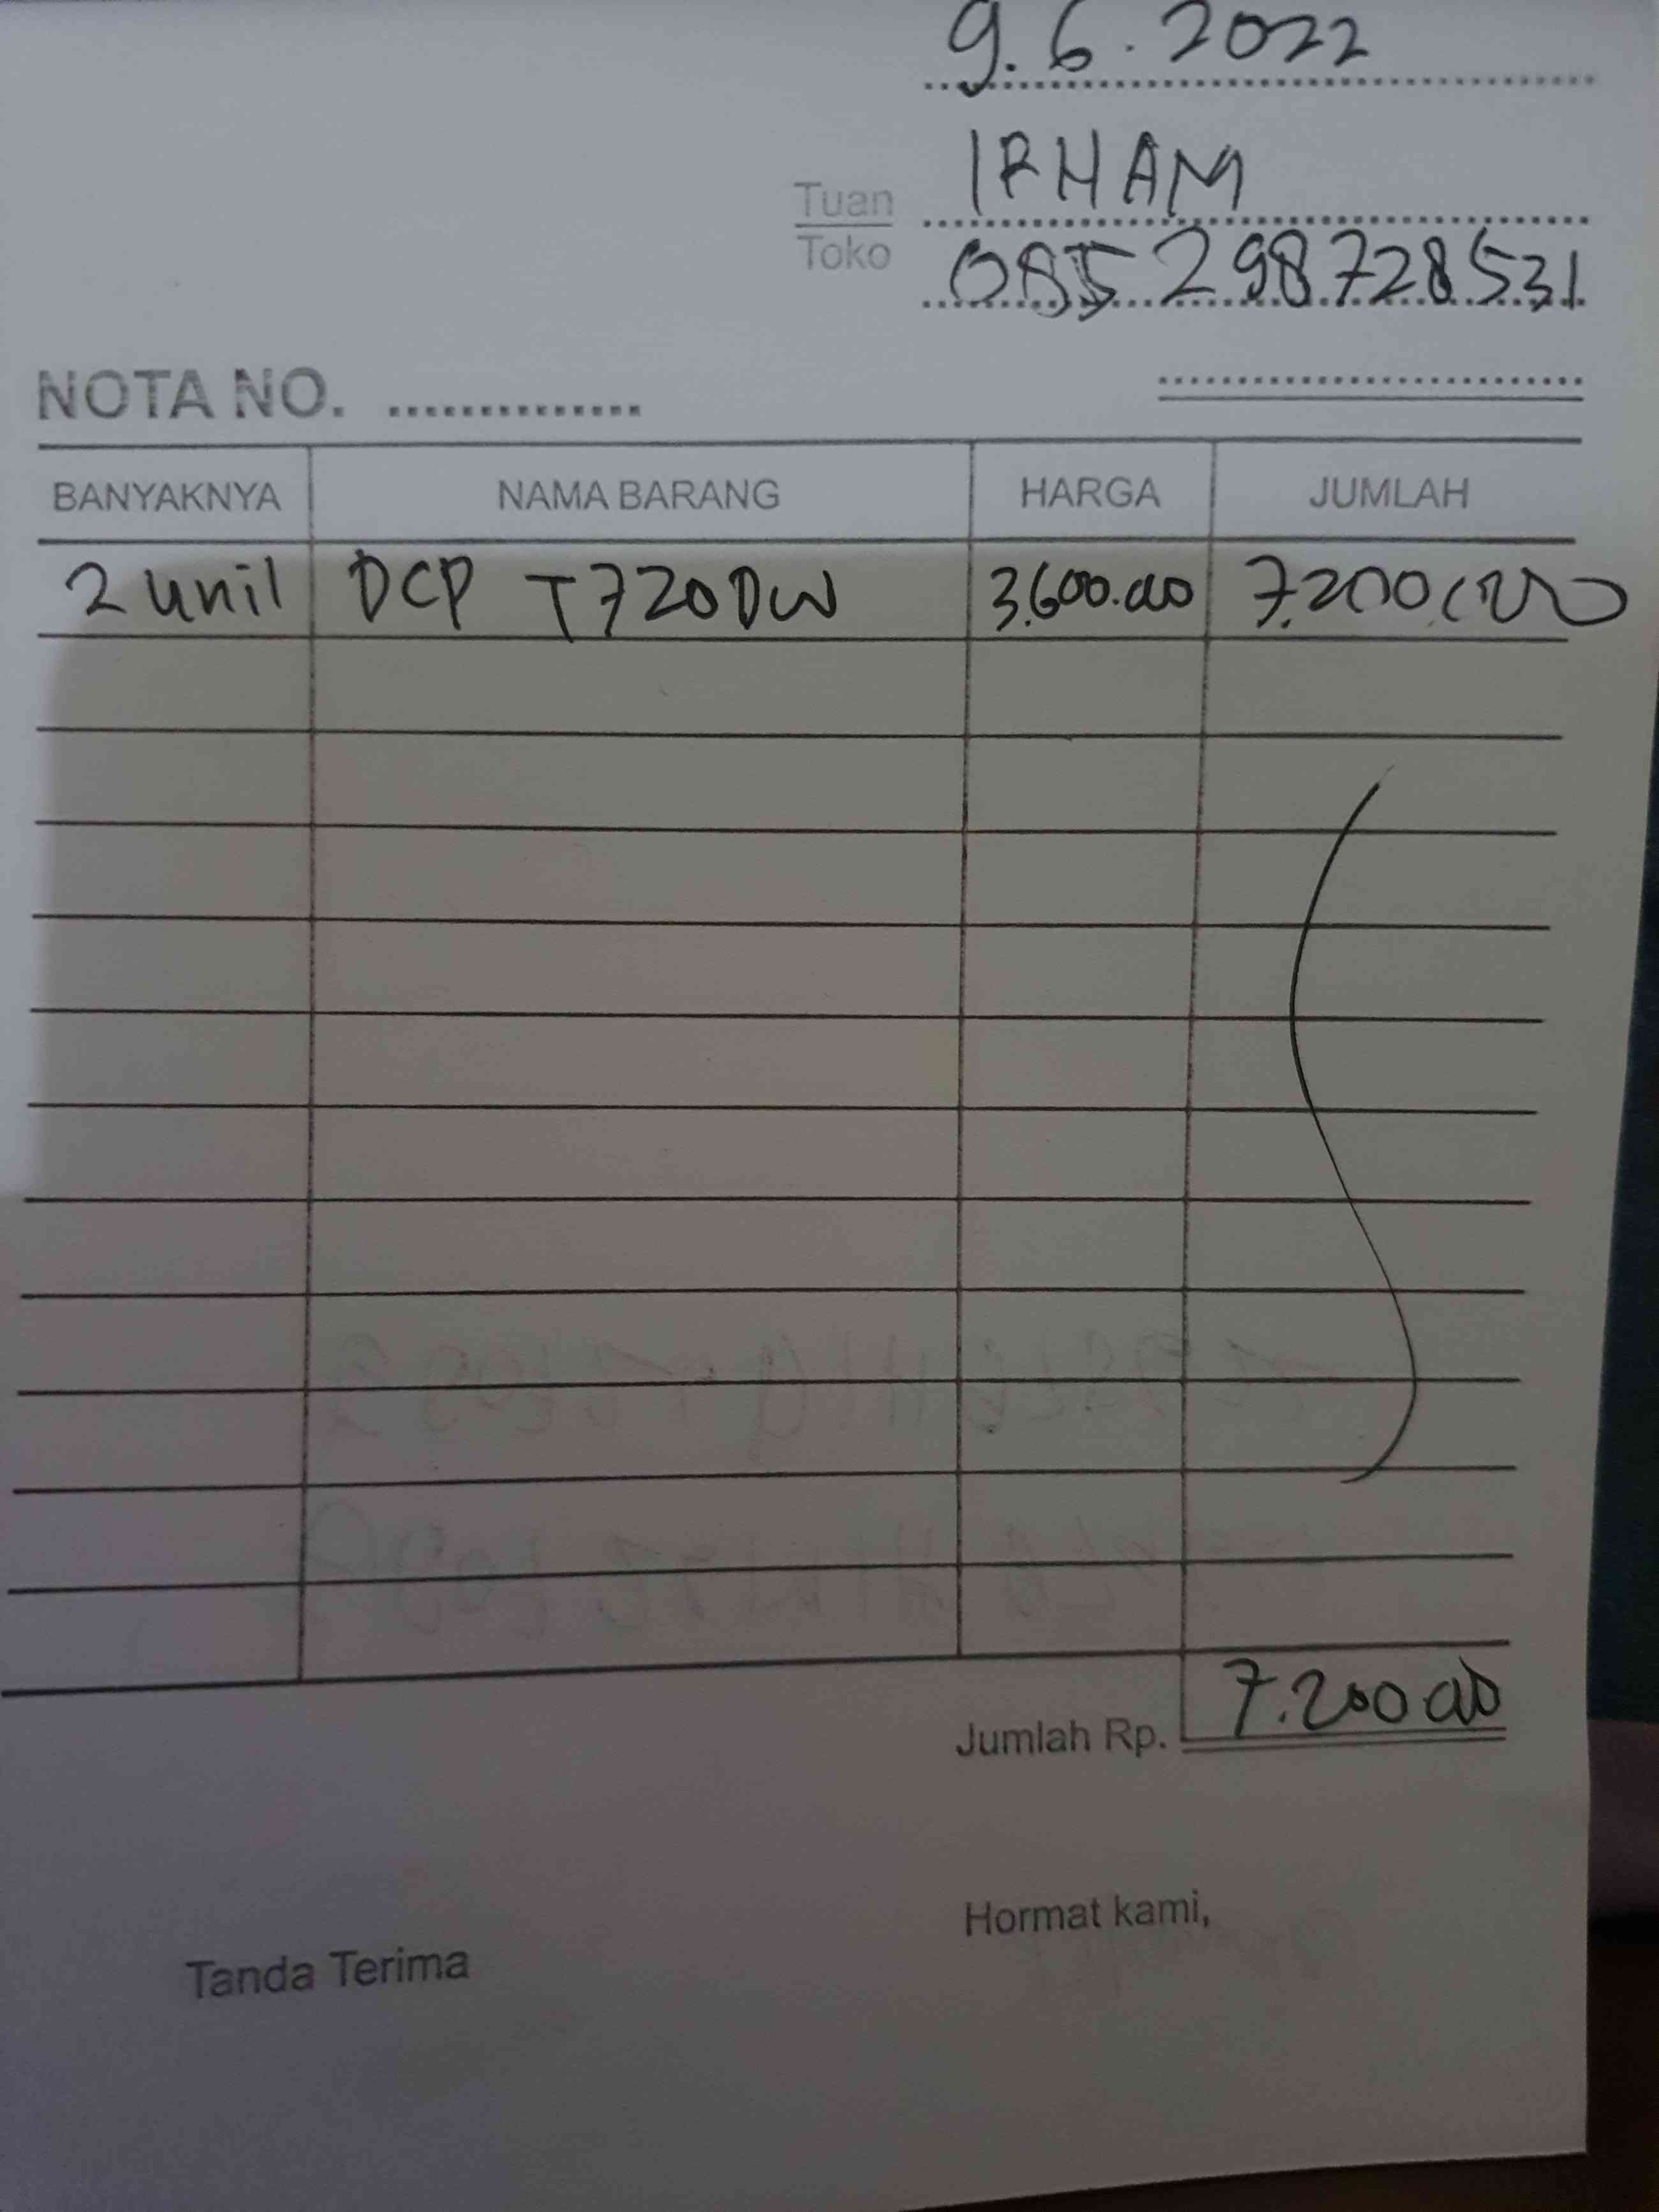 9.6.2022
Tuan IRHAM
Toko 085298728531
NOTA NO. ..............
BANYAKNYA NAMA BARANG HARGA JUMLAH
2 unit DCP T720DW 3.600.000 7.200.000
Jumlah Rp. 7.200.000
Hormat kami,
Tanda Terima